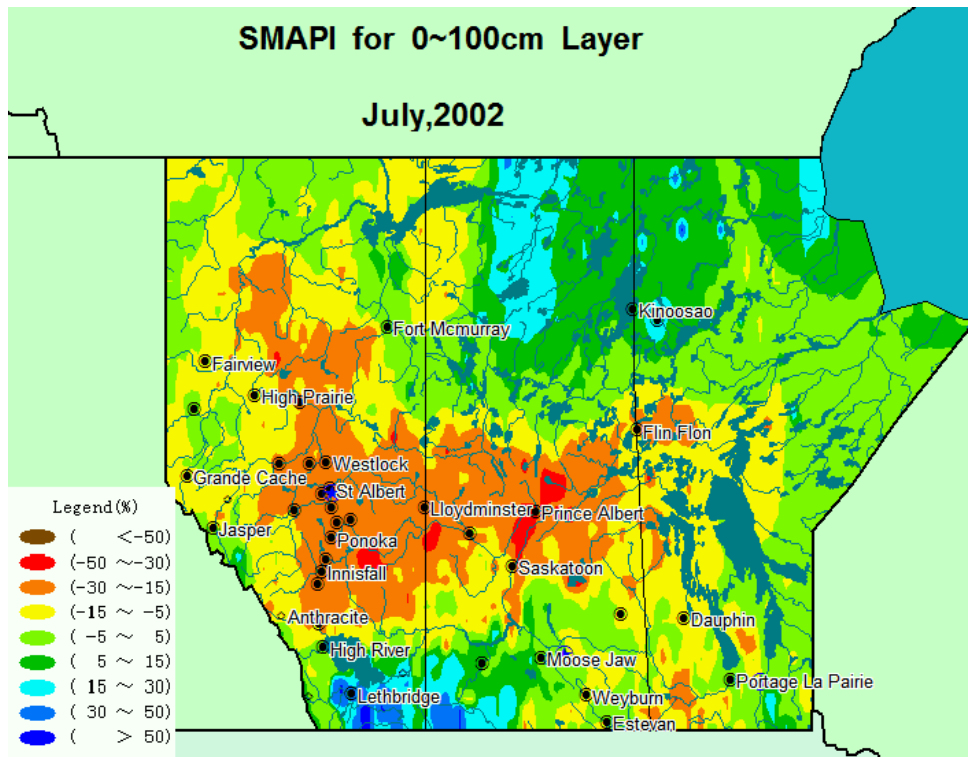 SMAPI for 0~100cm Layer
July,2002
Kinoosao
Fort Mcmurray
Fairview
High Prairie
Flin Flon
Westlock
Grande Cache
St Albert
Lloydminster
Prince Albert
Jasper
Ponoka
Saskatoon
Innisfall
Anthracite
Dauphin
High River
Moose Jaw
Portage La Pairie
Lethbridge
Weyburn
Estevan
Legend(%)
( <-50)
(-50 ~ -30)
(-30 ~ -15)
(-15 ~ -5)
( -5 ~ 5)
( 5 ~ 15)
( 15 ~ 30)
( 30 ~ 50)
( > 50)